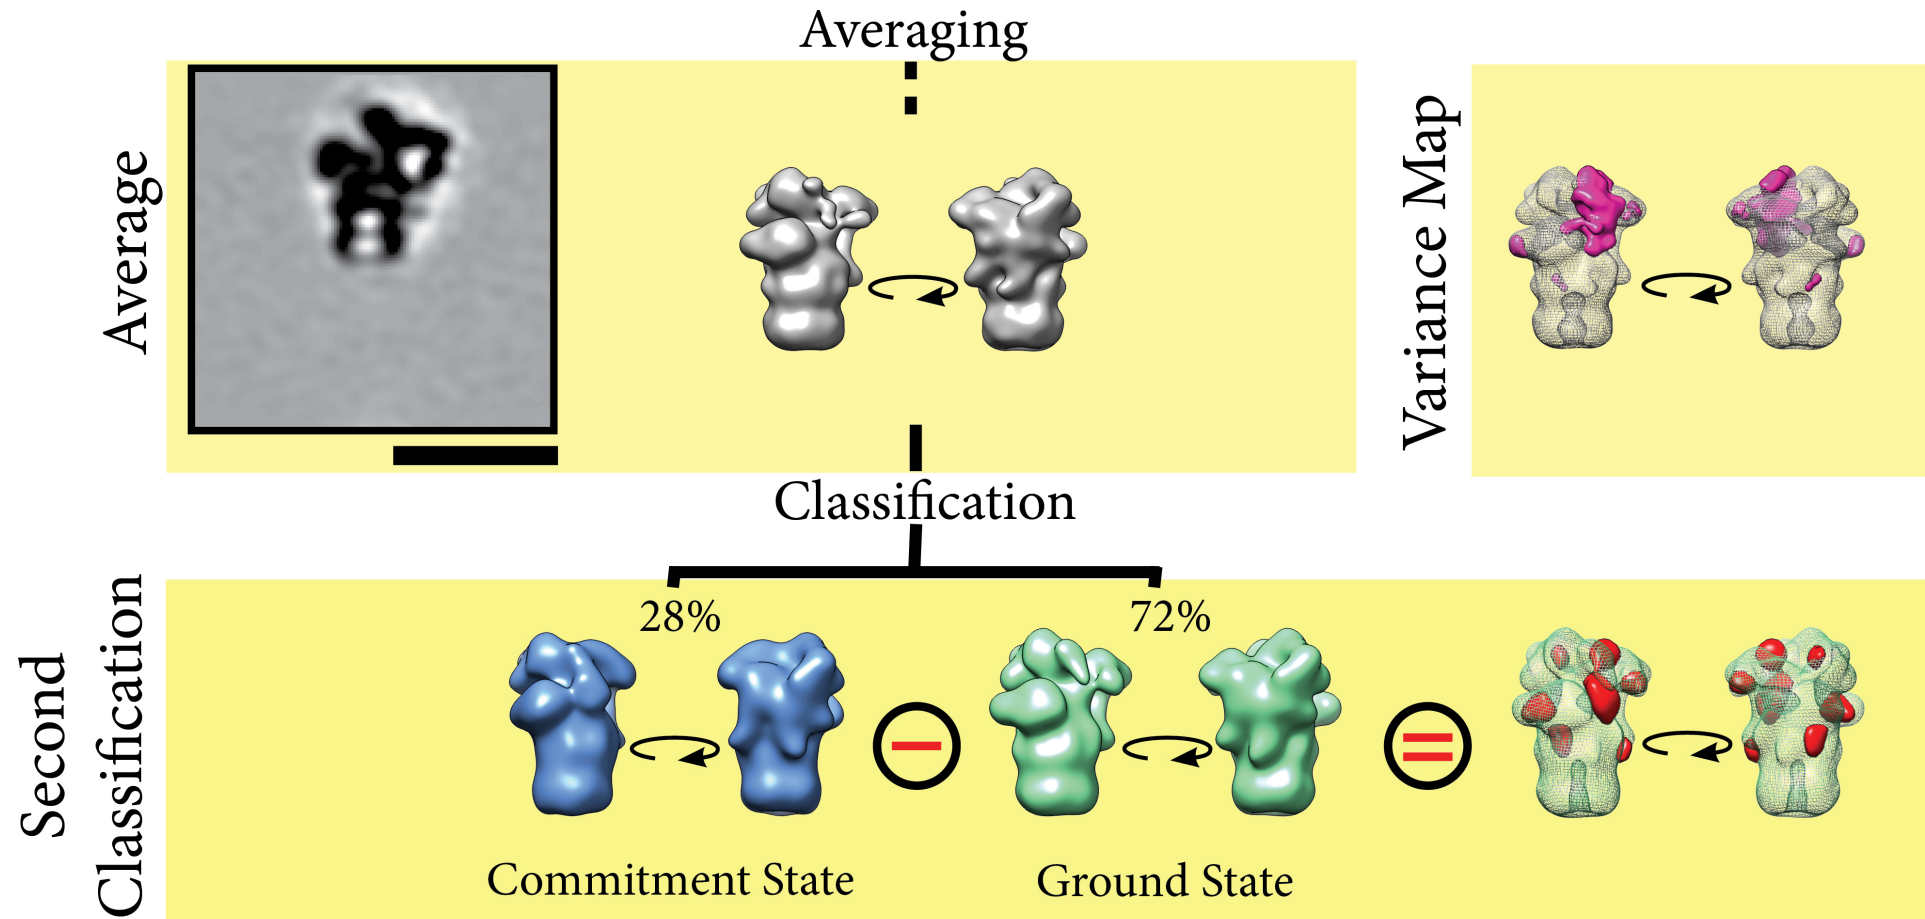 Averaging
Average
Variance Map
Classification
Second
Classification
28%
72%
Commitment State
Ground State